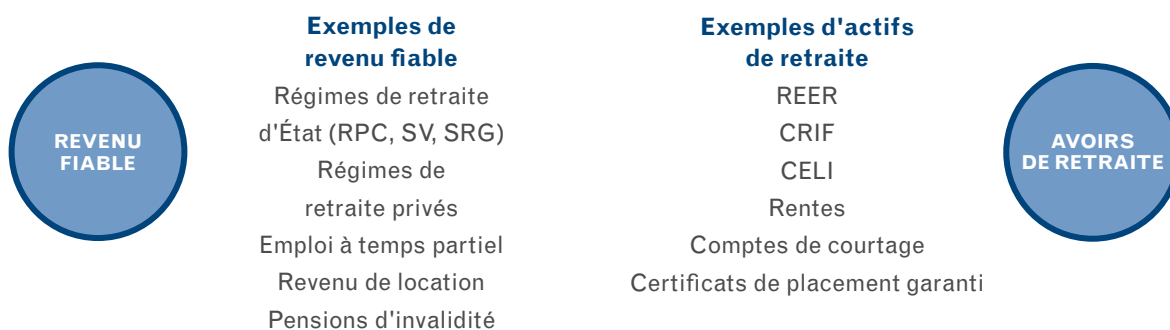 REVENU
FIABLE
Exemples de
revenu fiable
Régimes de retraite
d'État (RPC, SV, SRG)
Régimes de
retraite privés
Emploi à temps partiel
Revenu de location
Pensions d'invalidité
Exemples d'actifs
de retraite
REER
CRIF
CELI
Rentes
Comptes de courtage
Certificats de placement garanti
AVOIRS
DE RETRAITE